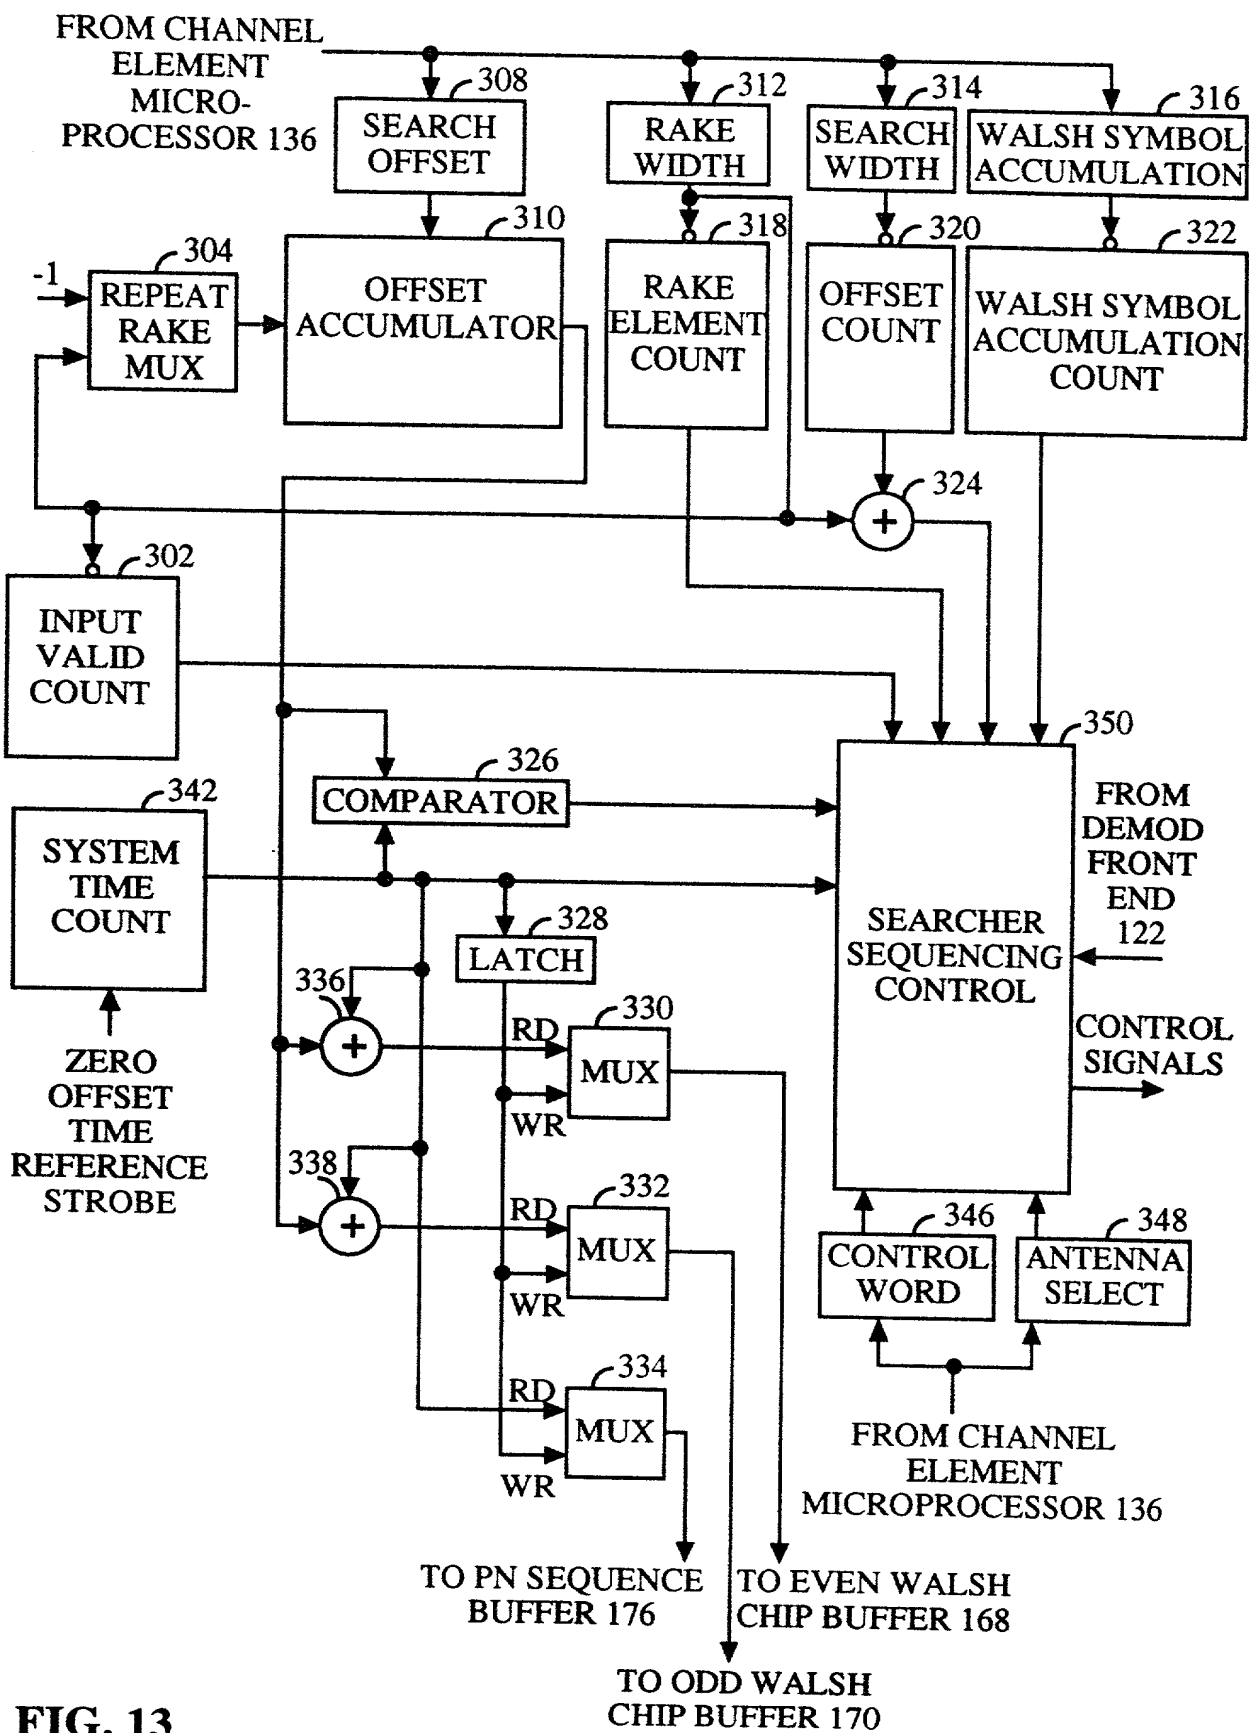 FROM CHANNEL
ELEMENT
MICRO-
PROCESSOR 136
308
SEARCH
OFFSET
312
RAKE
WIDTH
314
SEARCH
WIDTH
316
WALSH SYMBOL
ACCUMULATION
310
OFFSET
ACCUMULATOR
318
RAKE
ELEMENT
COUNT
320
OFFSET
COUNT
322
WALSH SYMBOL
ACCUMULATION
COUNT
-1
304
REPEAT
RAKE
MUX
324
+
302
INPUT
VALID
COUNT
350
SEARCHER
SEQUENCING
CONTROL
326
COMPARATOR
342
SYSTEM
TIME
COUNT
FROM
DEMOD
FRONT
END
122
328
LATCH
336
+
RD
WR
330
MUX
CONTROL
SIGNALS
ZERO
OFFSET
TIME
REFERENCE
STROBE
338
+
RD
WR
332
MUX
346
CONTROL
WORD
348
ANTENNA
SELECT
RD
WR
334
MUX
FROM CHANNEL
ELEMENT
MICROPROCESSOR 136
TO PN SEQUENCE
BUFFER 176
TO EVEN WALSH
CHIP BUFFER 168
TO ODD WALSH
CHIP BUFFER 170
FIG. 13